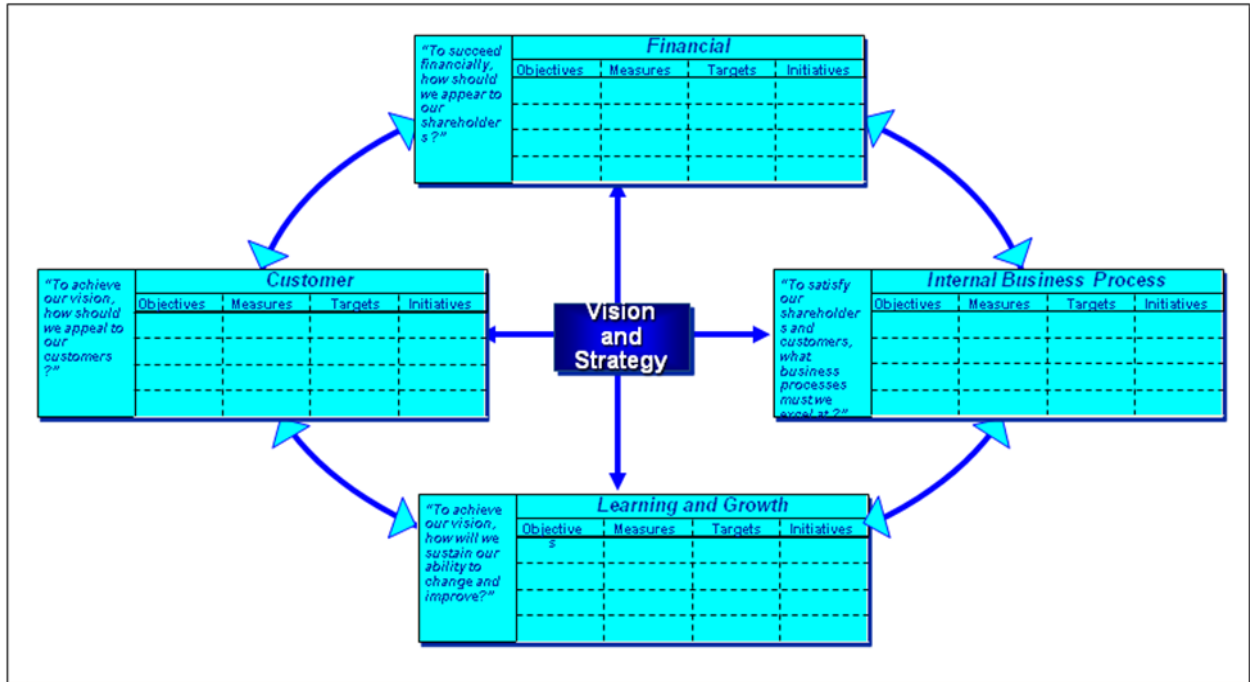 Financial
"To succeed
financially,
how should
we appear to
our
shareholder
s?"
Objectives Measures Targets Initiatives
Customer
"To achieve
our vision,
how should
we appeal to
our
customers
?"
Objectives Measures Targets Initiatives
Vision
and
Strategy
Internal Business Process
"To satisfy
our
shareholder
s and
customers,
what
business
processes
must we
excel at?"
Objectives Measures Targets Initiatives
Learning and Growth
"To achieve
our vision,
how will we
sustain our
ability to
change and
improve?"
Objective
s
Measures Targets Initiatives